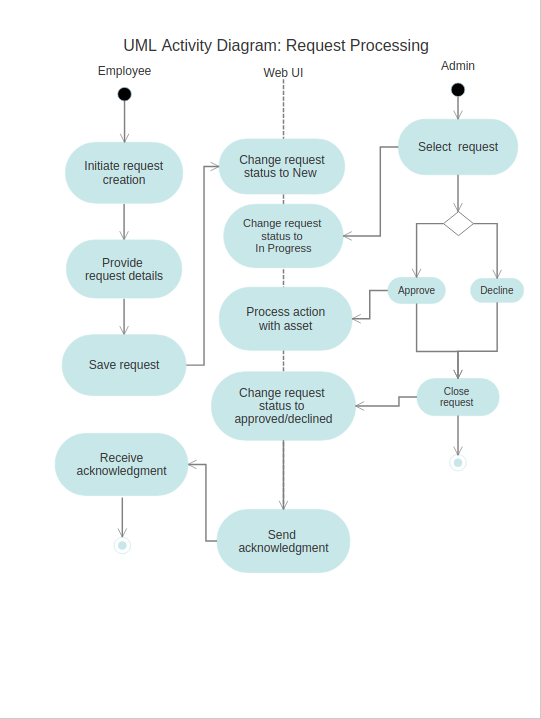 UML Activity Diagram: Request Processing
Employee
Web UI
Admin
Initiate request
creation
Provide
request details
Save request
Receive
acknowledgment
Change request
status to New
Change request
status to
In Progress
Process action
with asset
Change request
status to
approved/declined
Send
acknowledgment
Select  request
Approve
Decline
Close
request